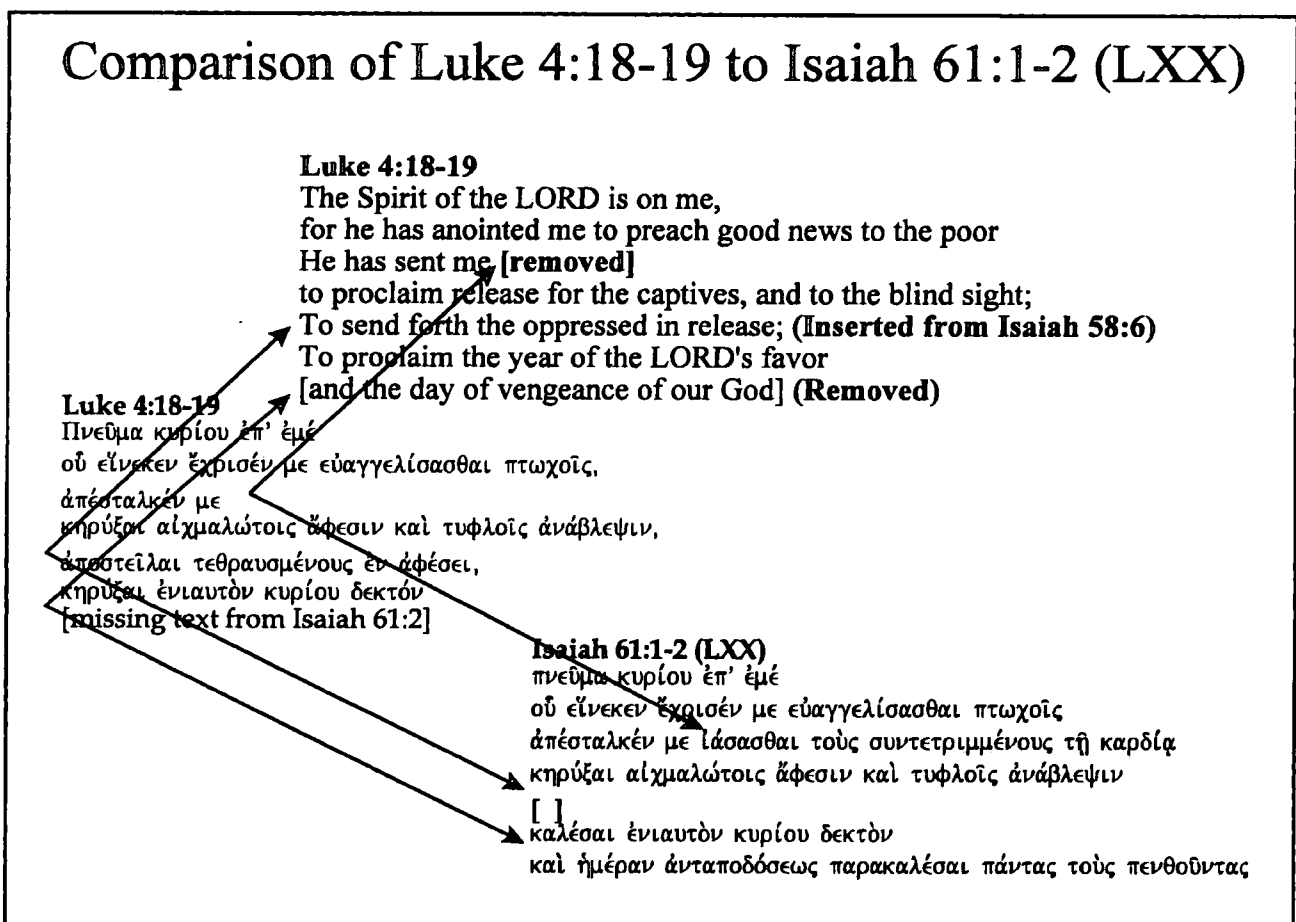 Comparison of Luke 4:18-19 to Isaiah 61:1-2 (LXX)
Luke 4:18-19
The Spirit of the LORD is on me,
for he has anointed me to preach good news to the poor
He has sent me [removed]
to proclaim release for the captives, and to the blind sight;
To send forth the oppressed in release; (Inserted from Isaiah 58:6)
To proclaim the year of the LORD's favor
[and the day of vengeance of our God] (Removed)
Luke 4:18-19
Πνεῦμα κυρίου ἐπ' ἐμέ
οὗ εἵνεκεν ἔχρισέν με εὐαγγελίσασθαι πτωχοῖς,
ἀπέσταλκέν με
κηρύξαι αἰχμαλώτοις ἄφεσιν καὶ τυφλοῖς ἀνάβλεψιν,
ἀποστεῖλαι τεθραυσμένους ἐν ἀφέσει,
κηρύξαι ἐνιαυτὸν κυρίου δεκτόν
[missing text from Isaiah 61:2]
Isaiah 61:1-2 (LXX)
πνεῦμα κυρίου ἐπ' ἐμέ
οὗ εἵνεκεν ἔχρισέν με εὐαγγελίσασθαι πτωχοῖς
ἀπέσταλκέν με ἰάσασθαι τοὺς συντετριμμένους τῇ καρδίᾳ
κηρύξαι αἰχμαλώτοις ἄφεσιν καὶ τυφλοῖς ἀνάβλεψιν
[ ]
καλέσαι ἐνιαυτὸν κυρίου δεκτὸν
καὶ ἡμέραν ἀνταποδόσεως παρακαλέσαι πάντας τοὺς πενθοῦντας